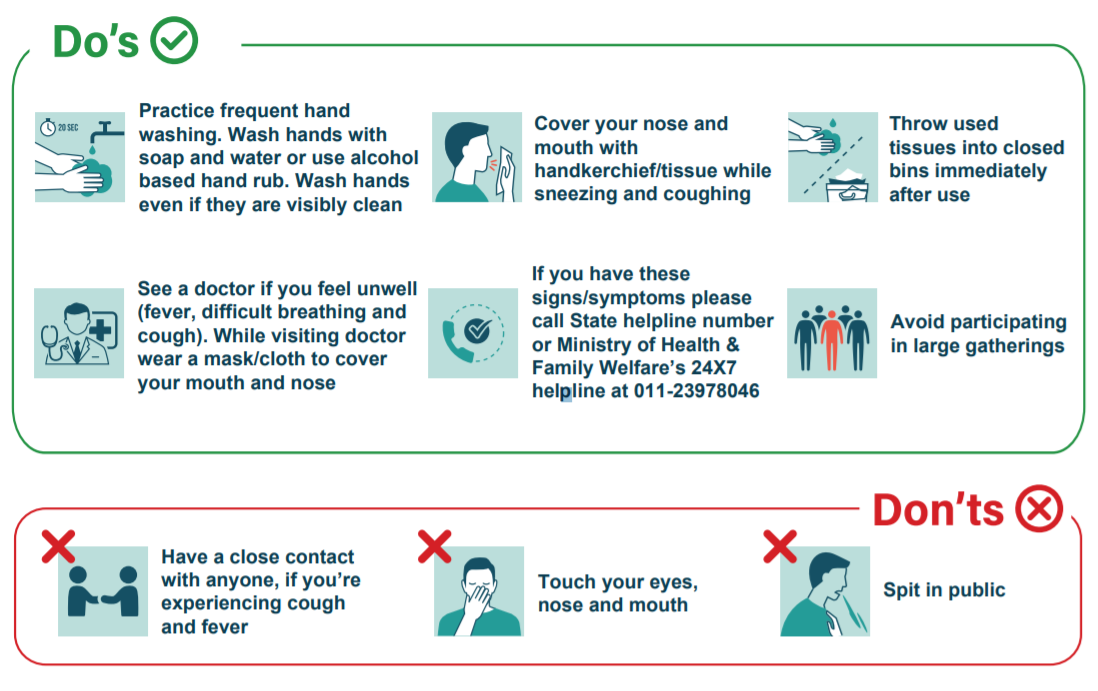 Do's
20 SEC
Practice frequent hand
washing. Wash hands with
soap and water or use alcohol
based hand rub. Wash hands
even if they are visibly clean
Cover your nose and
mouth with
handkerchief/tissue while
sneezing and coughing
Throw used
tissues into closed
bins immediately
after use
See a doctor if you feel unwell
(fever, difficult breathing and
cough). While visiting doctor
wear a mask/cloth to cover
your mouth and nose
If you have these
signs/symptoms please
call State helpline number
or Ministry of Health &
Family Welfare's 24X7
helpline at 011-23978046
Avoid participating
in large gatherings
Don'ts
Have a close contact
with anyone, if you're
experiencing cough
and fever
Touch your eyes,
nose and mouth
Spit in public